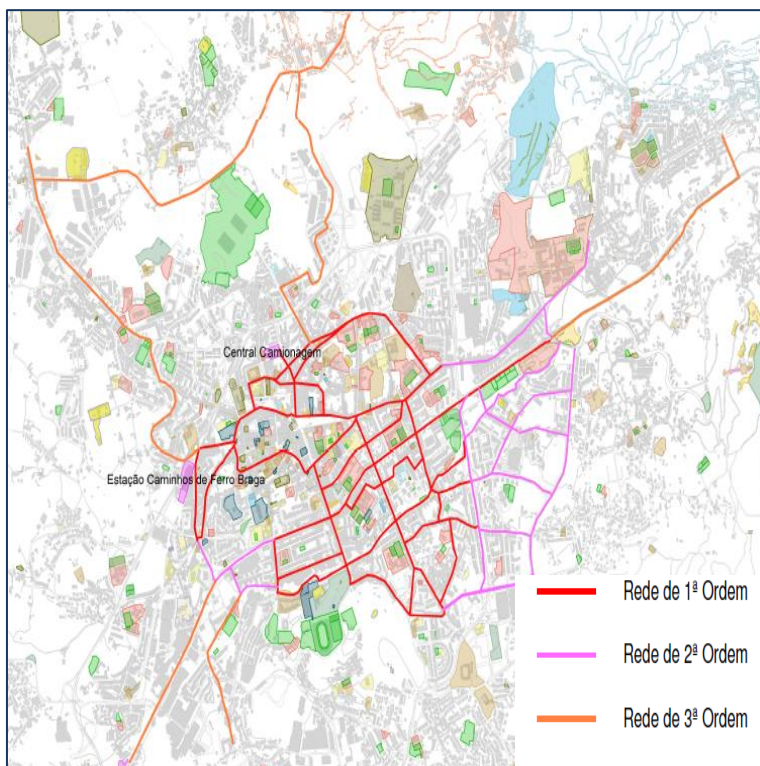 Central Camionagem
Estação Caminhos de Ferro Braga
Rede de 1ª Ordem
Rede de 2ª Ordem
Rede de 3ª Ordem